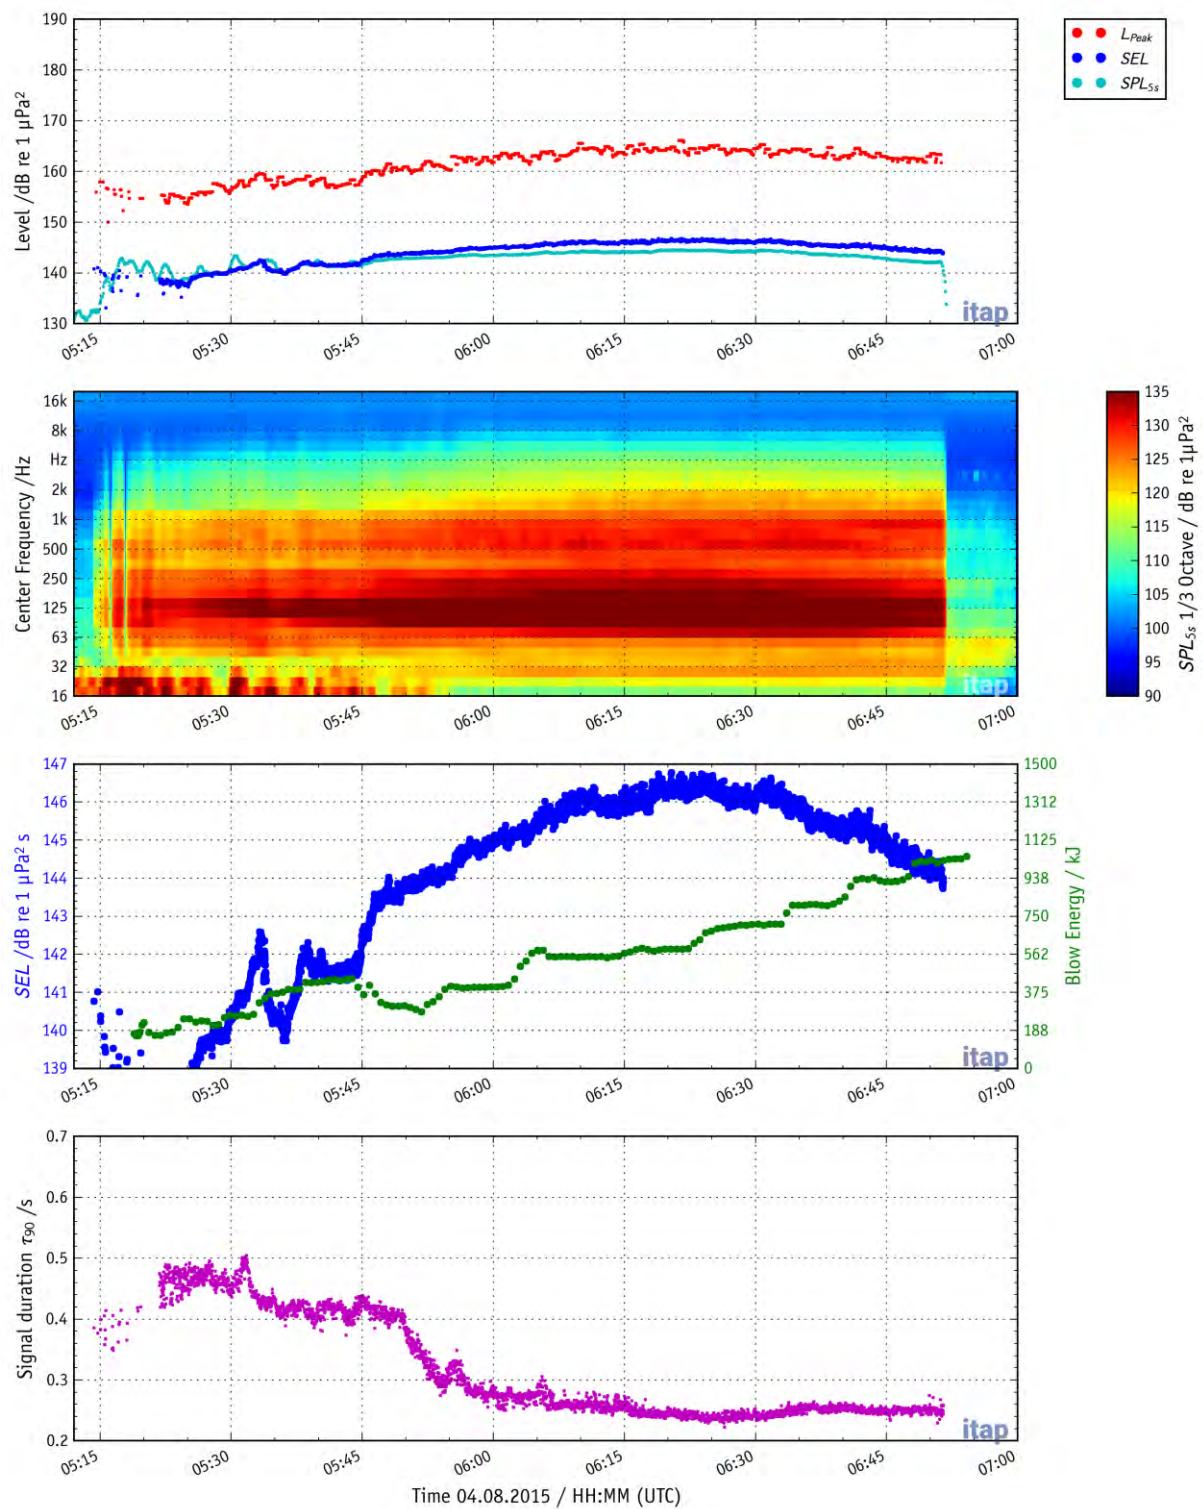 190
180
170
160
150
140
130
Level /dB re 1 µPa²
L_Peak
SEL
SPL_5s
itap
05:15 05:30 05:45 06:00 06:15 06:30 06:45 07:00
16k
8k
Hz
2k
1k
500
250
125
63
32
16
Center Frequency /Hz
itap
05:15 05:30 05:45 06:00 06:15 06:30 06:45 07:00
135
130
125
120
115
110
105
100
95
90
SPL_5s 1/3 Octave / dB re 1µPa²
147
146
145
144
143
142
141
140
139
SEL /dB re 1 µPa² s
1500
1312
1125
938
750
562
375
188
0
Blow Energy / kJ
itap
05:15 05:30 05:45 06:00 06:15 06:30 06:45 07:00
0.7
0.6
0.5
0.4
0.3
0.2
Signal duration τ₉₀ /s
itap
05:15 05:30 05:45 06:00 06:15 06:30 06:45 07:00
Time 04.08.2015 / HH:MM (UTC)